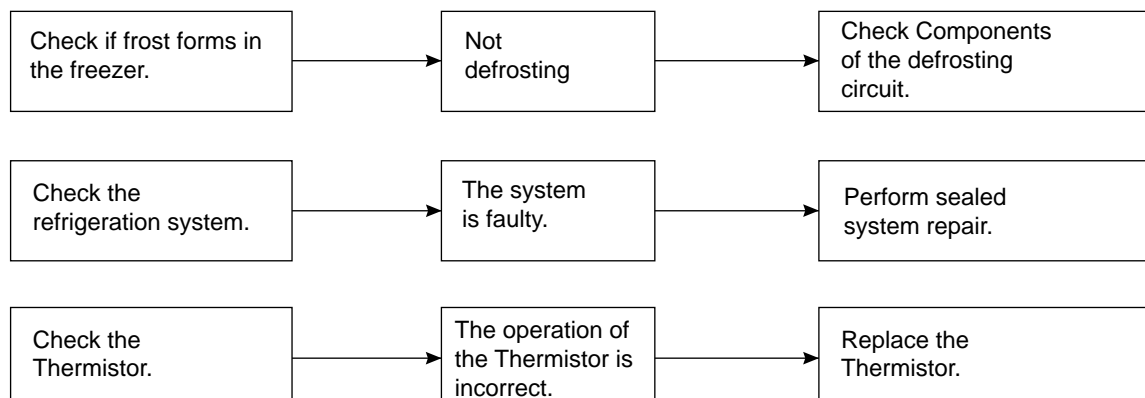 Check if frost forms in
the freezer.
Not
defrosting
Check Components
of the defrosting
circuit.
Check the
refrigeration system.
The system
is faulty.
Perform sealed
system repair.
Check the
Thermistor.
The operation of
the Thermistor is
incorrect.
Replace the
Thermistor.